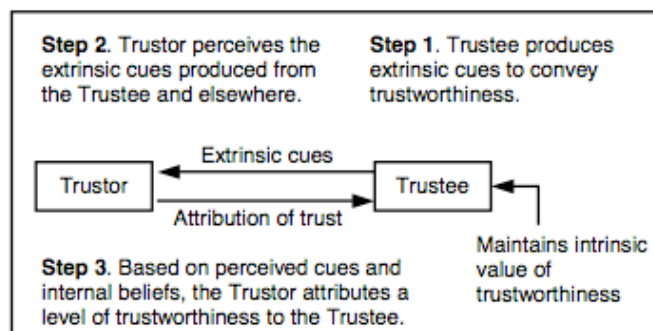 Step 2. Trustor perceives the
extrinsic cues produced from
the Trustee and elsewhere.
Step 1. Trustee produces
extrinsic cues to convey
trustworthiness.
Extrinsic cues
Trustor
Trustee
Attribution of trust
Maintains intrinsic
value of
trustworthiness
Step 3. Based on perceived cues and
internal beliefs, the Trustor attributes a
level of trustworthiness to the Trustee.